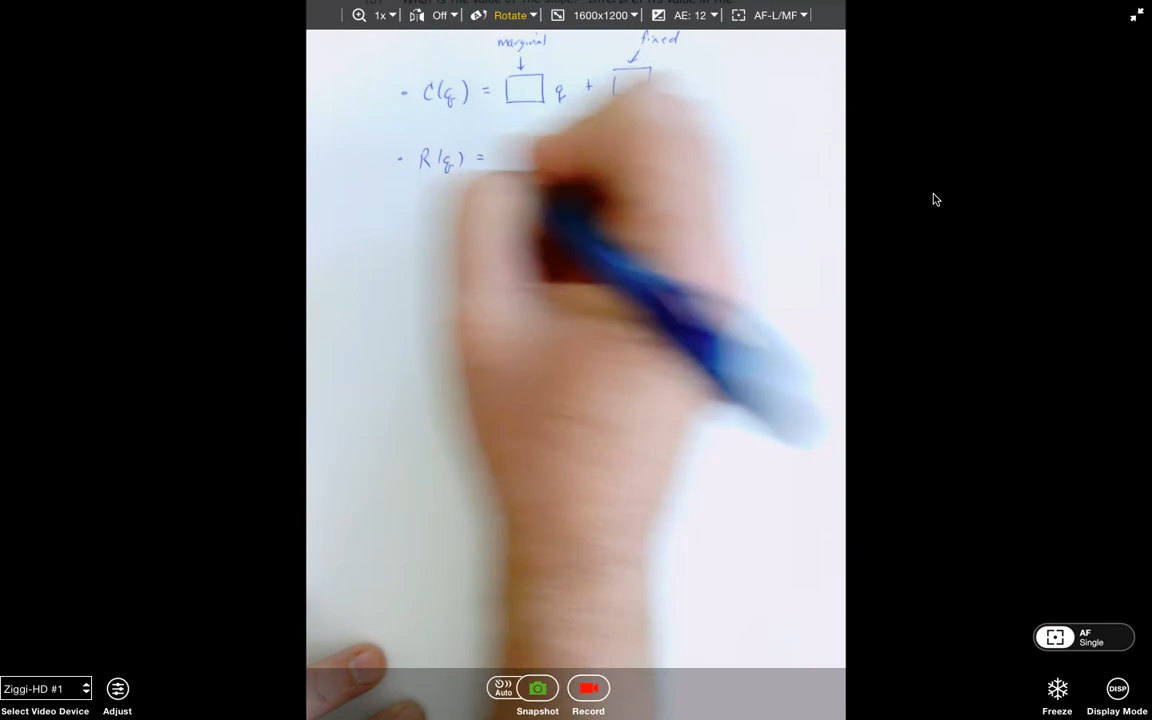 1x Off Rotate 1600x1200 AE: 12 AF-L/MF
marginal fixed
• C(q) = q +
• R(q) =
AF
Single
Ziggi-HD #1 Auto
Select Video Device Adjust Snapshot Record Freeze DISP Display Mode